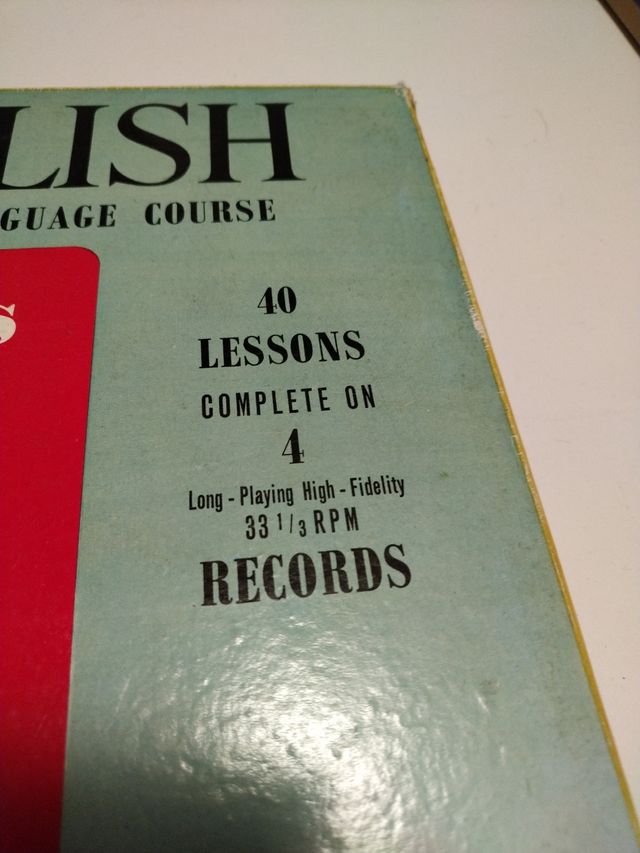 LISH
GUAGE COURSE
S
40
LESSONS
COMPLETE ON
4
Long - Playing High - Fidelity
33 1/3 RPM
RECORDS